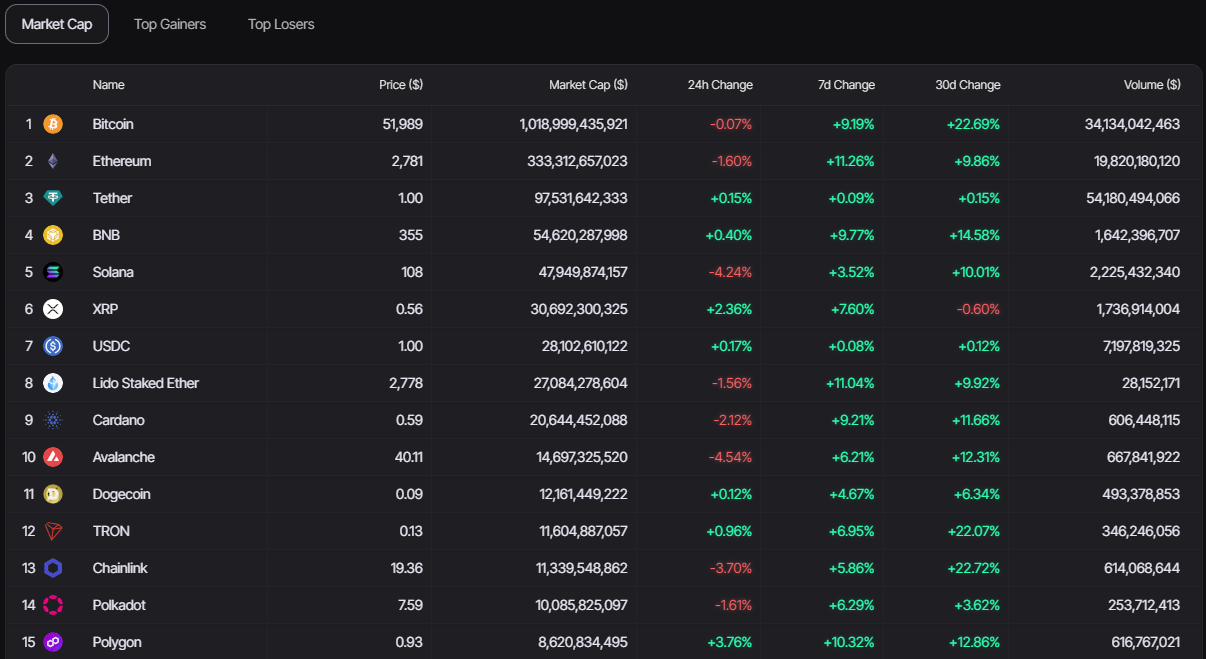 Market Cap Top Gainers Top Losers
Name Price ($) Market Cap ($) 24h Change 7d Change 30d Change Volume ($)
1 Bitcoin 51,989 1,018,999,435,921 -0.07% +9.19% +22.69% 34,134,042,463
2 Ethereum 2,781 333,312,657,023 -1.60% +11.26% +9.86% 19,820,180,120
3 Tether 1.00 97,531,642,333 +0.15% +0.09% +0.15% 54,180,494,066
4 BNB 355 54,620,287,998 +0.40% +9.77% +14.58% 1,642,396,707
5 Solana 108 47,949,874,157 -4.24% +3.52% +10.01% 2,225,432,340
6 XRP 0.56 30,692,300,325 +2.36% +7.60% -0.60% 1,736,914,004
7 USDC 1.00 28,102,610,122 +0.17% +0.08% +0.12% 7,197,819,325
8 Lido Staked Ether 2,778 27,084,278,604 -1.56% +11.04% +9.92% 28,152,171
9 Cardano 0.59 20,644,452,088 -2.12% +9.21% +11.66% 606,448,115
10 Avalanche 40.11 14,697,325,520 -4.54% +6.21% +12.31% 667,841,922
11 Dogecoin 0.09 12,161,449,222 +0.12% +4.67% +6.34% 493,378,853
12 TRON 0.13 11,604,887,057 +0.96% +6.95% +22.07% 346,246,056
13 Chainlink 19.36 11,339,548,862 -3.70% +5.86% +22.72% 614,068,644
14 Polkadot 7.59 10,085,825,097 -1.61% +6.29% +3.62% 253,712,413
15 Polygon 0.93 8,620,834,495 +3.76% +10.32% +12.86% 616,767,021